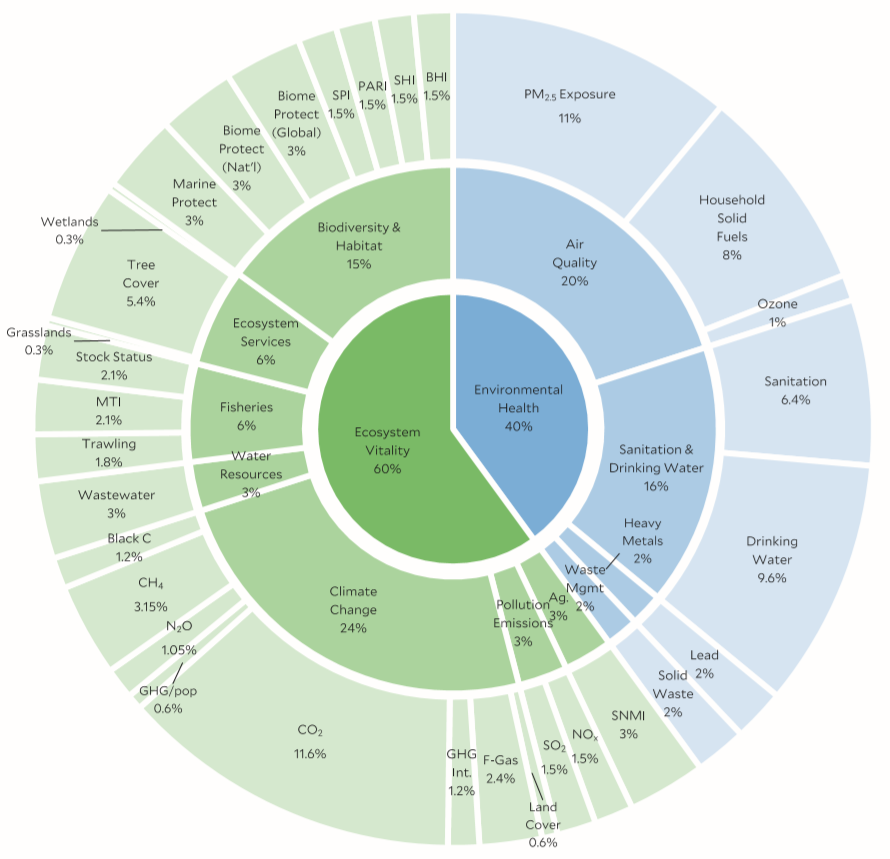 Environmental
Health
40%
Ecosystem
Vitality
60%
Air
Quality
20%
Sanitation &
Drinking Water
16%
Heavy
Metals
2%
Waste
Mgmt
2%
Ag.
3%
Pollution
Emissions
3%
Climate
Change
24%
Water
Resources
3%
Fisheries
6%
Ecosystem
Services
6%
Biodiversity &
Habitat
15%
PM₂.₅ Exposure
11%
Household
Solid
Fuels
8%
Ozone
1%
Sanitation
6.4%
Drinking
Water
9.6%
Lead
2%
Solid
Waste
2%
SNMI
3%
NOₓ
1.5%
SO₂
1.5%
Land
Cover
0.6%
F-Gas
2.4%
GHG
Int.
1.2%
CO₂
11.6%
GHG/pop
0.6%
N₂O
1.05%
CH₄
3.15%
Black C
1.2%
Wastewater
3%
Trawling
1.8%
MTI
2.1%
Stock Status
2.1%
Grasslands
0.3%
Tree
Cover
5.4%
Wetlands
0.3%
Marine
Protect
3%
Biome
Protect
(Nat'l)
3%
Biome
Protect
(Global)
3%
SPI
1.5%
PARI
1.5%
SHI
1.5%
BHI
1.5%